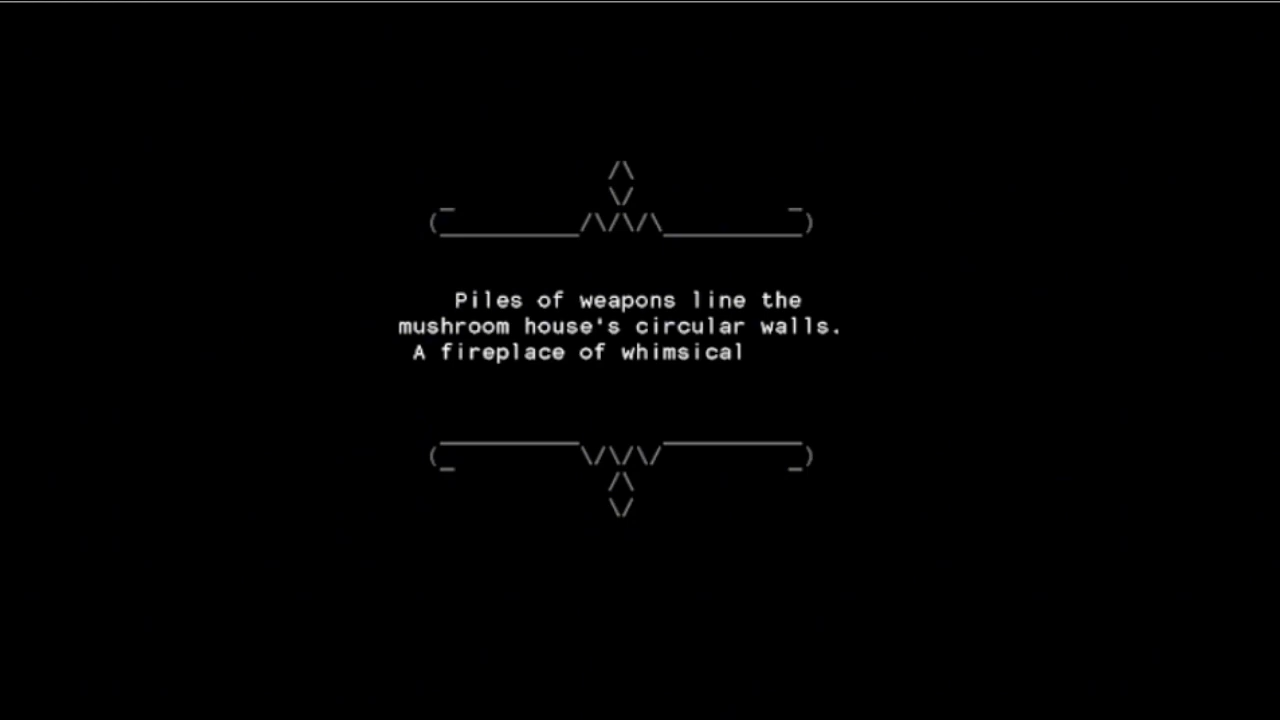 Piles of weapons line the
mushroom house's circular walls.
A fireplace of whimsical